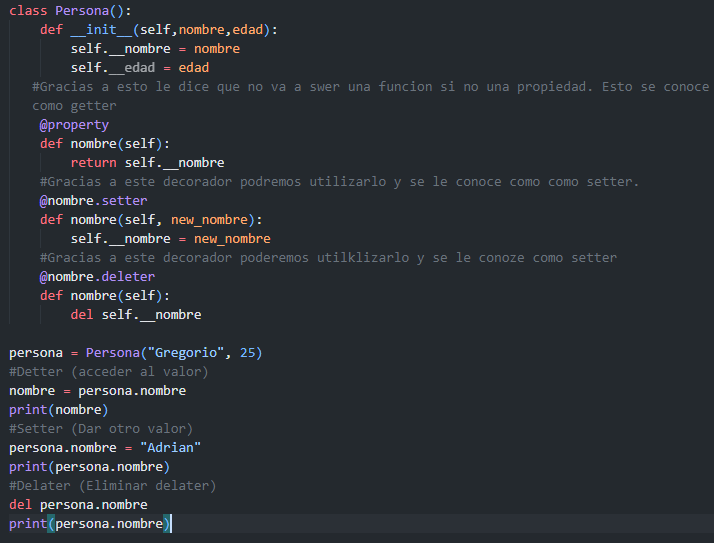 class Persona():
    def __init__(self,nombre,edad):
        self.__nombre = nombre
        self.__edad = edad
   #Gracias a esto le dice que no va a swer una funcion si no una propiedad. Esto se conoce
   como getter
    @property
    def nombre(self):
        return self.__nombre
    #Gracias a este decorador podremos utilizarlo y se le conoce como como setter.
    @nombre.setter
    def nombre(self, new_nombre):
        self.__nombre = new_nombre
    #Gracias a este decorador poderemos utilklizarlo y se le conoze como setter
    @nombre.deleter
    def nombre(self):
        del self.__nombre

persona = Persona("Gregorio", 25)
#Detter (acceder al valor)
nombre = persona.nombre
print(nombre)
#Setter (Dar otro valor)
persona.nombre = "Adrian"
print(persona.nombre)
#Delater (Eliminar delater)
del persona.nombre
print(persona.nombre)